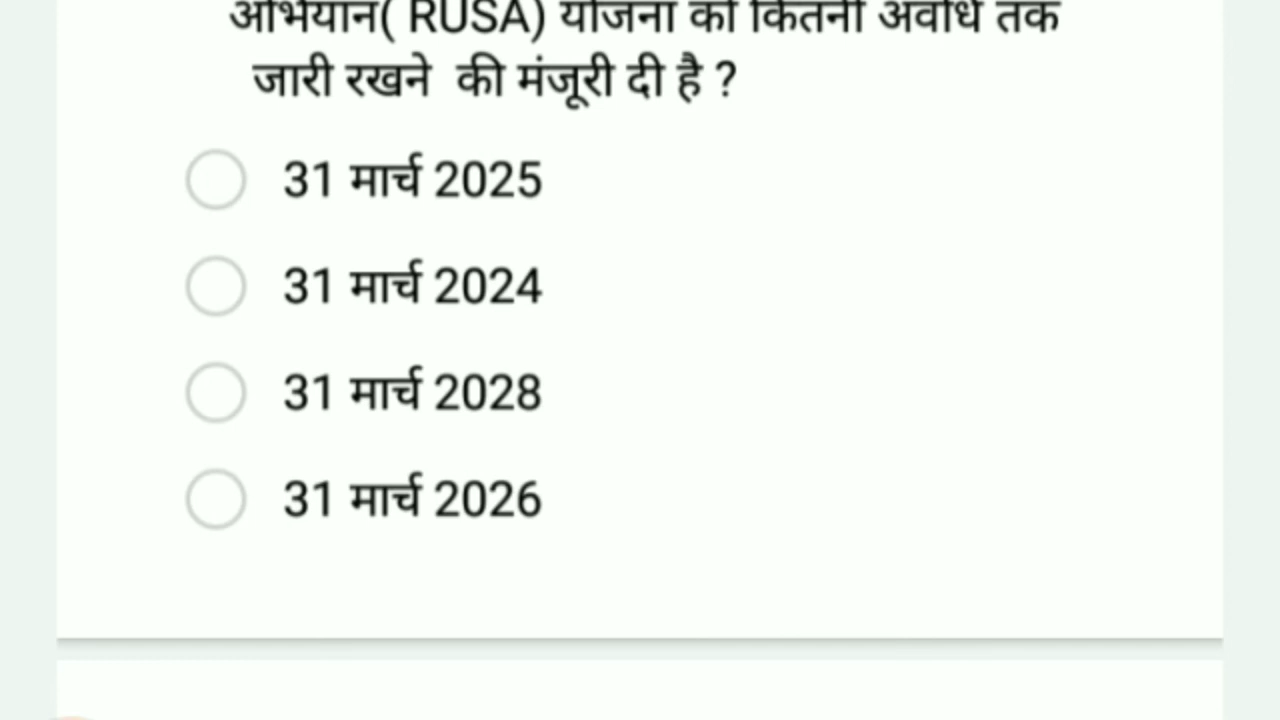 अभियान( RUSA) योजना को कितनी अवधि तक
जारी रखने की मंजूरी दी है ?
31 मार्च 2025
31 मार्च 2024
31 मार्च 2028
31 मार्च 2026